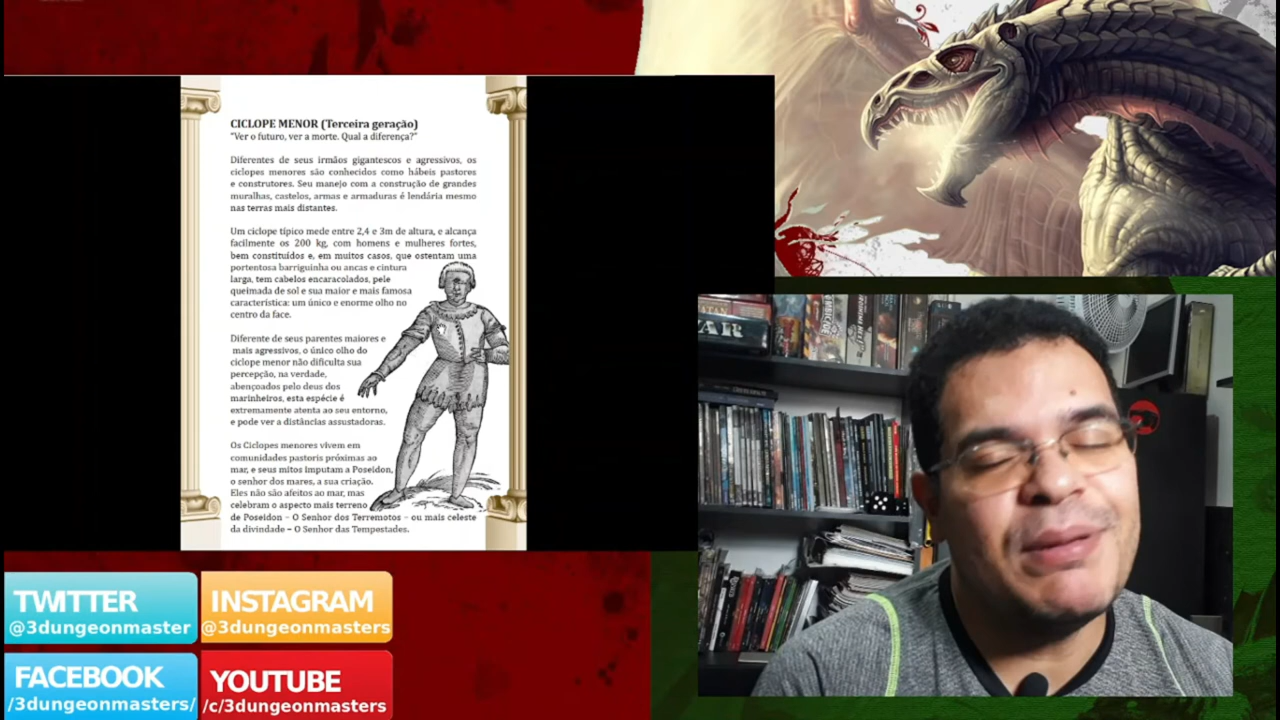 CICLOPE MENOR (Terceira geração)
"Ver o futuro, ver a morte. Qual a diferença?"
Diferentes de seus irmãos gigantescos e agressivos, os
ciclopes menores são conhecidos como hábeis pastores
e construtores. Seu manejo com a construção de grandes
muralhas, castelos, armas e armaduras é lendária mesmo
nas terras mais distantes.
Um ciclope típico mede entre 2,4 e 3m de altura, e alcança
facilmente os 200 kg, com homens e mulheres fortes,
bem constituídos e, em muitos casos, que ostentam uma
portentosa barriguinha ou ancas e cintura
larga, tem cabelos encaracolados, pele
queimada de sol e sua maior e mais famosa
característica: um único e enorme olho no
centro da face.
Diferente de seus parentes maiores e
mais agressivos, o único olho do
ciclope menor não dificulta sua
percepção, na verdade,
abençoados pelo deus dos
marinheiros, esta espécie é
extremamente atenta ao seu entorno,
e pode ver a distâncias assustadoras.
Os Ciclopes menores vivem em
comunidades pastoris próximas ao
mar, e seus mitos imputam a Poseidon,
o senhor dos mares, a sua criação.
Eles não são afeitos ao mar, mas
celebram o aspecto mais terreno
de Poseidon – O Senhor dos Terremotos – ou mais celeste
da divindade – O Senhor das Tempestades.
TWITTER
@3dungeonmaster
INSTAGRAM
@3dungeonmasters
FACEBOOK
/3dungeonmasters/
YOUTUBE
/c/3dungeonmasters